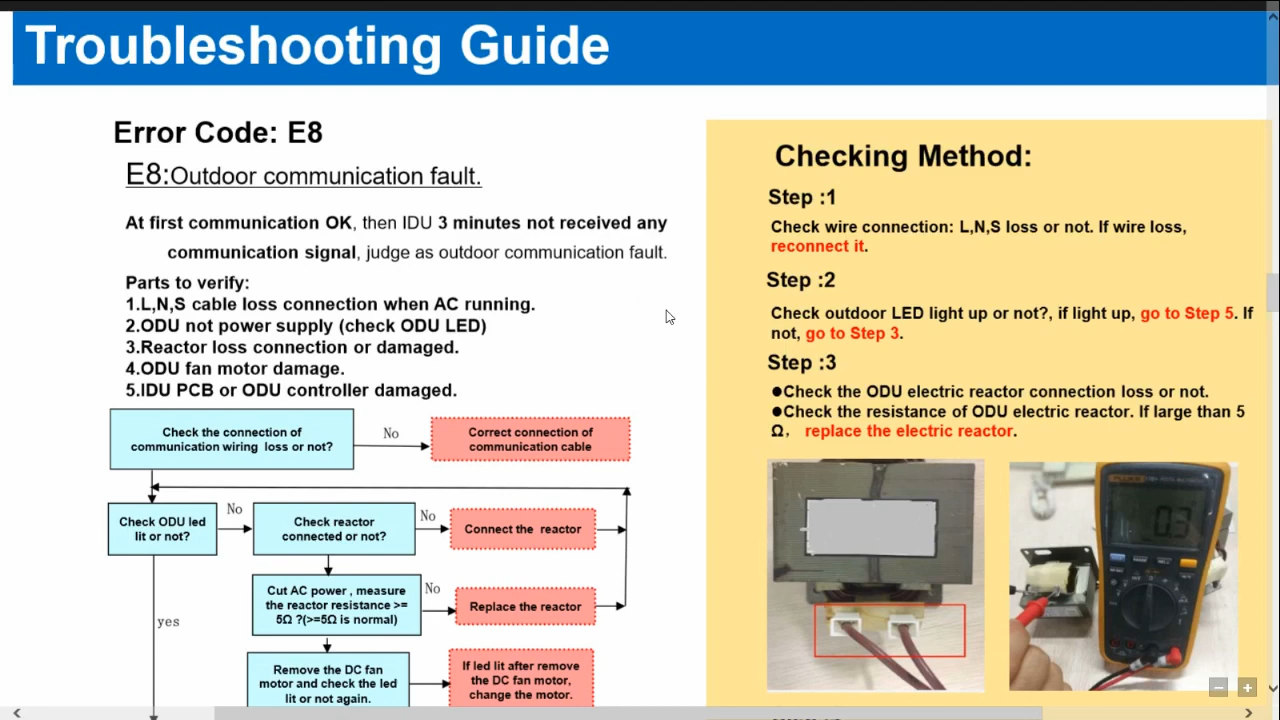 Troubleshooting Guide
Error Code: E8
E8:Outdoor communication fault.
At first communication OK, then IDU 3 minutes not received any
communication signal, judge as outdoor communication fault.
Parts to verify:
1.L,N,S cable loss connection when AC running.
2.ODU not power supply (check ODU LED)
3.Reactor loss connection or damaged.
4.ODU fan motor damage.
5.IDU PCB or ODU controller damaged.
Check the connection of
communication wiring loss or not?
No
Correct connection of
communication cable
Check ODU led
lit or not?
No
Check reactor
connected or not?
No
Connect the reactor
Cut AC power , measure
the reactor resistance >=
5Ω ?(>=5Ω is normal)
No
Replace the reactor
yes
Remove the DC fan
motor and check the led
lit or not again.
If led lit after remove
the DC fan motor,
change the motor.
Checking Method:
Step :1
Check wire connection: L,N,S loss or not. If wire loss,
reconnect it.
Step :2
Check outdoor LED light up or not?, if light up, go to Step 5. If
not, go to Step 3.
Step :3
●Check the ODU electric reactor connection loss or not.
●Check the resistance of ODU electric reactor. If large than 5
Ω， replace the electric reactor.
FLUKE
0.3